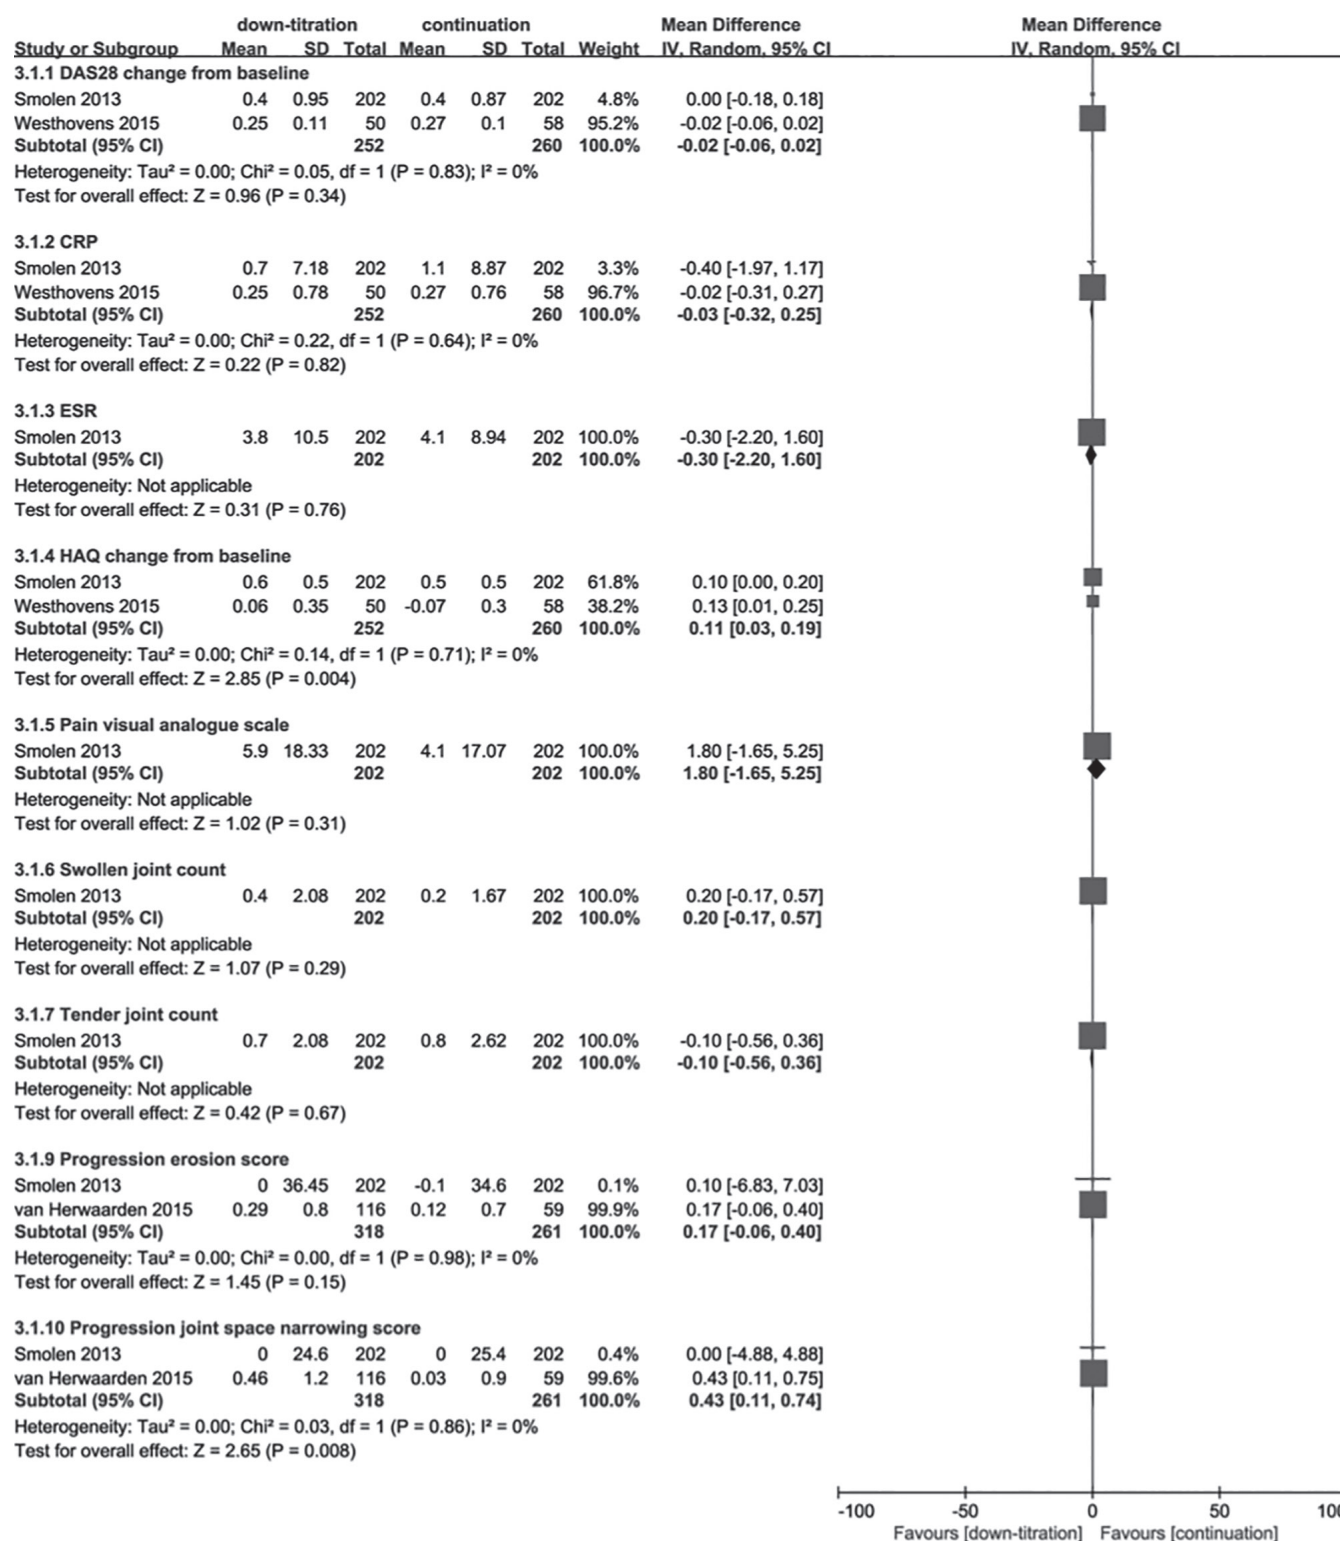 down-titration continuation Mean Difference Mean Difference
Study or Subgroup Mean SD Total Mean SD Total Weight IV, Random, 95% CI IV, Random, 95% CI
3.1.1 DAS28 change from baseline
Smolen 2013 0.4 0.95 202 0.4 0.87 202 4.8% 0.00 [-0.18, 0.18]
Westhovens 2015 0.25 0.11 50 0.27 0.1 58 95.2% -0.02 [-0.06, 0.02]
Subtotal (95% CI) 252 260 100.0% -0.02 [-0.06, 0.02]
Heterogeneity: Tau² = 0.00; Chi² = 0.05, df = 1 (P = 0.83); I² = 0%
Test for overall effect: Z = 0.96 (P = 0.34)
3.1.2 CRP
Smolen 2013 0.7 7.18 202 1.1 8.87 202 3.3% -0.40 [-1.97, 1.17]
Westhovens 2015 0.25 0.78 50 0.27 0.76 58 96.7% -0.02 [-0.31, 0.27]
Subtotal (95% CI) 252 260 100.0% -0.03 [-0.32, 0.25]
Heterogeneity: Tau² = 0.00; Chi² = 0.22, df = 1 (P = 0.64); I² = 0%
Test for overall effect: Z = 0.22 (P = 0.82)
3.1.3 ESR
Smolen 2013 3.8 10.5 202 4.1 8.94 202 100.0% -0.30 [-2.20, 1.60]
Subtotal (95% CI) 202 202 100.0% -0.30 [-2.20, 1.60]
Heterogeneity: Not applicable
Test for overall effect: Z = 0.31 (P = 0.76)
3.1.4 HAQ change from baseline
Smolen 2013 0.6 0.5 202 0.5 0.5 202 61.8% 0.10 [0.00, 0.20]
Westhovens 2015 0.06 0.35 50 -0.07 0.3 58 38.2% 0.13 [0.01, 0.25]
Subtotal (95% CI) 252 260 100.0% 0.11 [0.03, 0.19]
Heterogeneity: Tau² = 0.00; Chi² = 0.14, df = 1 (P = 0.71); I² = 0%
Test for overall effect: Z = 2.85 (P = 0.004)
3.1.5 Pain visual analogue scale
Smolen 2013 5.9 18.33 202 4.1 17.07 202 100.0% 1.80 [-1.65, 5.25]
Subtotal (95% CI) 202 202 100.0% 1.80 [-1.65, 5.25]
Heterogeneity: Not applicable
Test for overall effect: Z = 1.02 (P = 0.31)
3.1.6 Swollen joint count
Smolen 2013 0.4 2.08 202 0.2 1.67 202 100.0% 0.20 [-0.17, 0.57]
Subtotal (95% CI) 202 202 100.0% 0.20 [-0.17, 0.57]
Heterogeneity: Not applicable
Test for overall effect: Z = 1.07 (P = 0.29)
3.1.7 Tender joint count
Smolen 2013 0.7 2.08 202 0.8 2.62 202 100.0% -0.10 [-0.56, 0.36]
Subtotal (95% CI) 202 202 100.0% -0.10 [-0.56, 0.36]
Heterogeneity: Not applicable
Test for overall effect: Z = 0.42 (P = 0.67)
3.1.9 Progression erosion score
Smolen 2013 0 36.45 202 -0.1 34.6 202 0.1% 0.10 [-6.83, 7.03]
van Herwaarden 2015 0.29 0.8 116 0.12 0.7 59 99.9% 0.17 [-0.06, 0.40]
Subtotal (95% CI) 318 261 100.0% 0.17 [-0.06, 0.40]
Heterogeneity: Tau² = 0.00; Chi² = 0.00, df = 1 (P = 0.98); I² = 0%
Test for overall effect: Z = 1.45 (P = 0.15)
3.1.10 Progression joint space narrowing score
Smolen 2013 0 24.6 202 0 25.4 202 0.4% 0.00 [-4.88, 4.88]
van Herwaarden 2015 0.46 1.2 116 0.03 0.9 59 99.6% 0.43 [0.11, 0.75]
Subtotal (95% CI) 318 261 100.0% 0.43 [0.11, 0.74]
Heterogeneity: Tau² = 0.00; Chi² = 0.03, df = 1 (P = 0.86); I² = 0%
Test for overall effect: Z = 2.65 (P = 0.008)
-100 -50 0 50 100
Favours [down-titration] Favours [continuation]